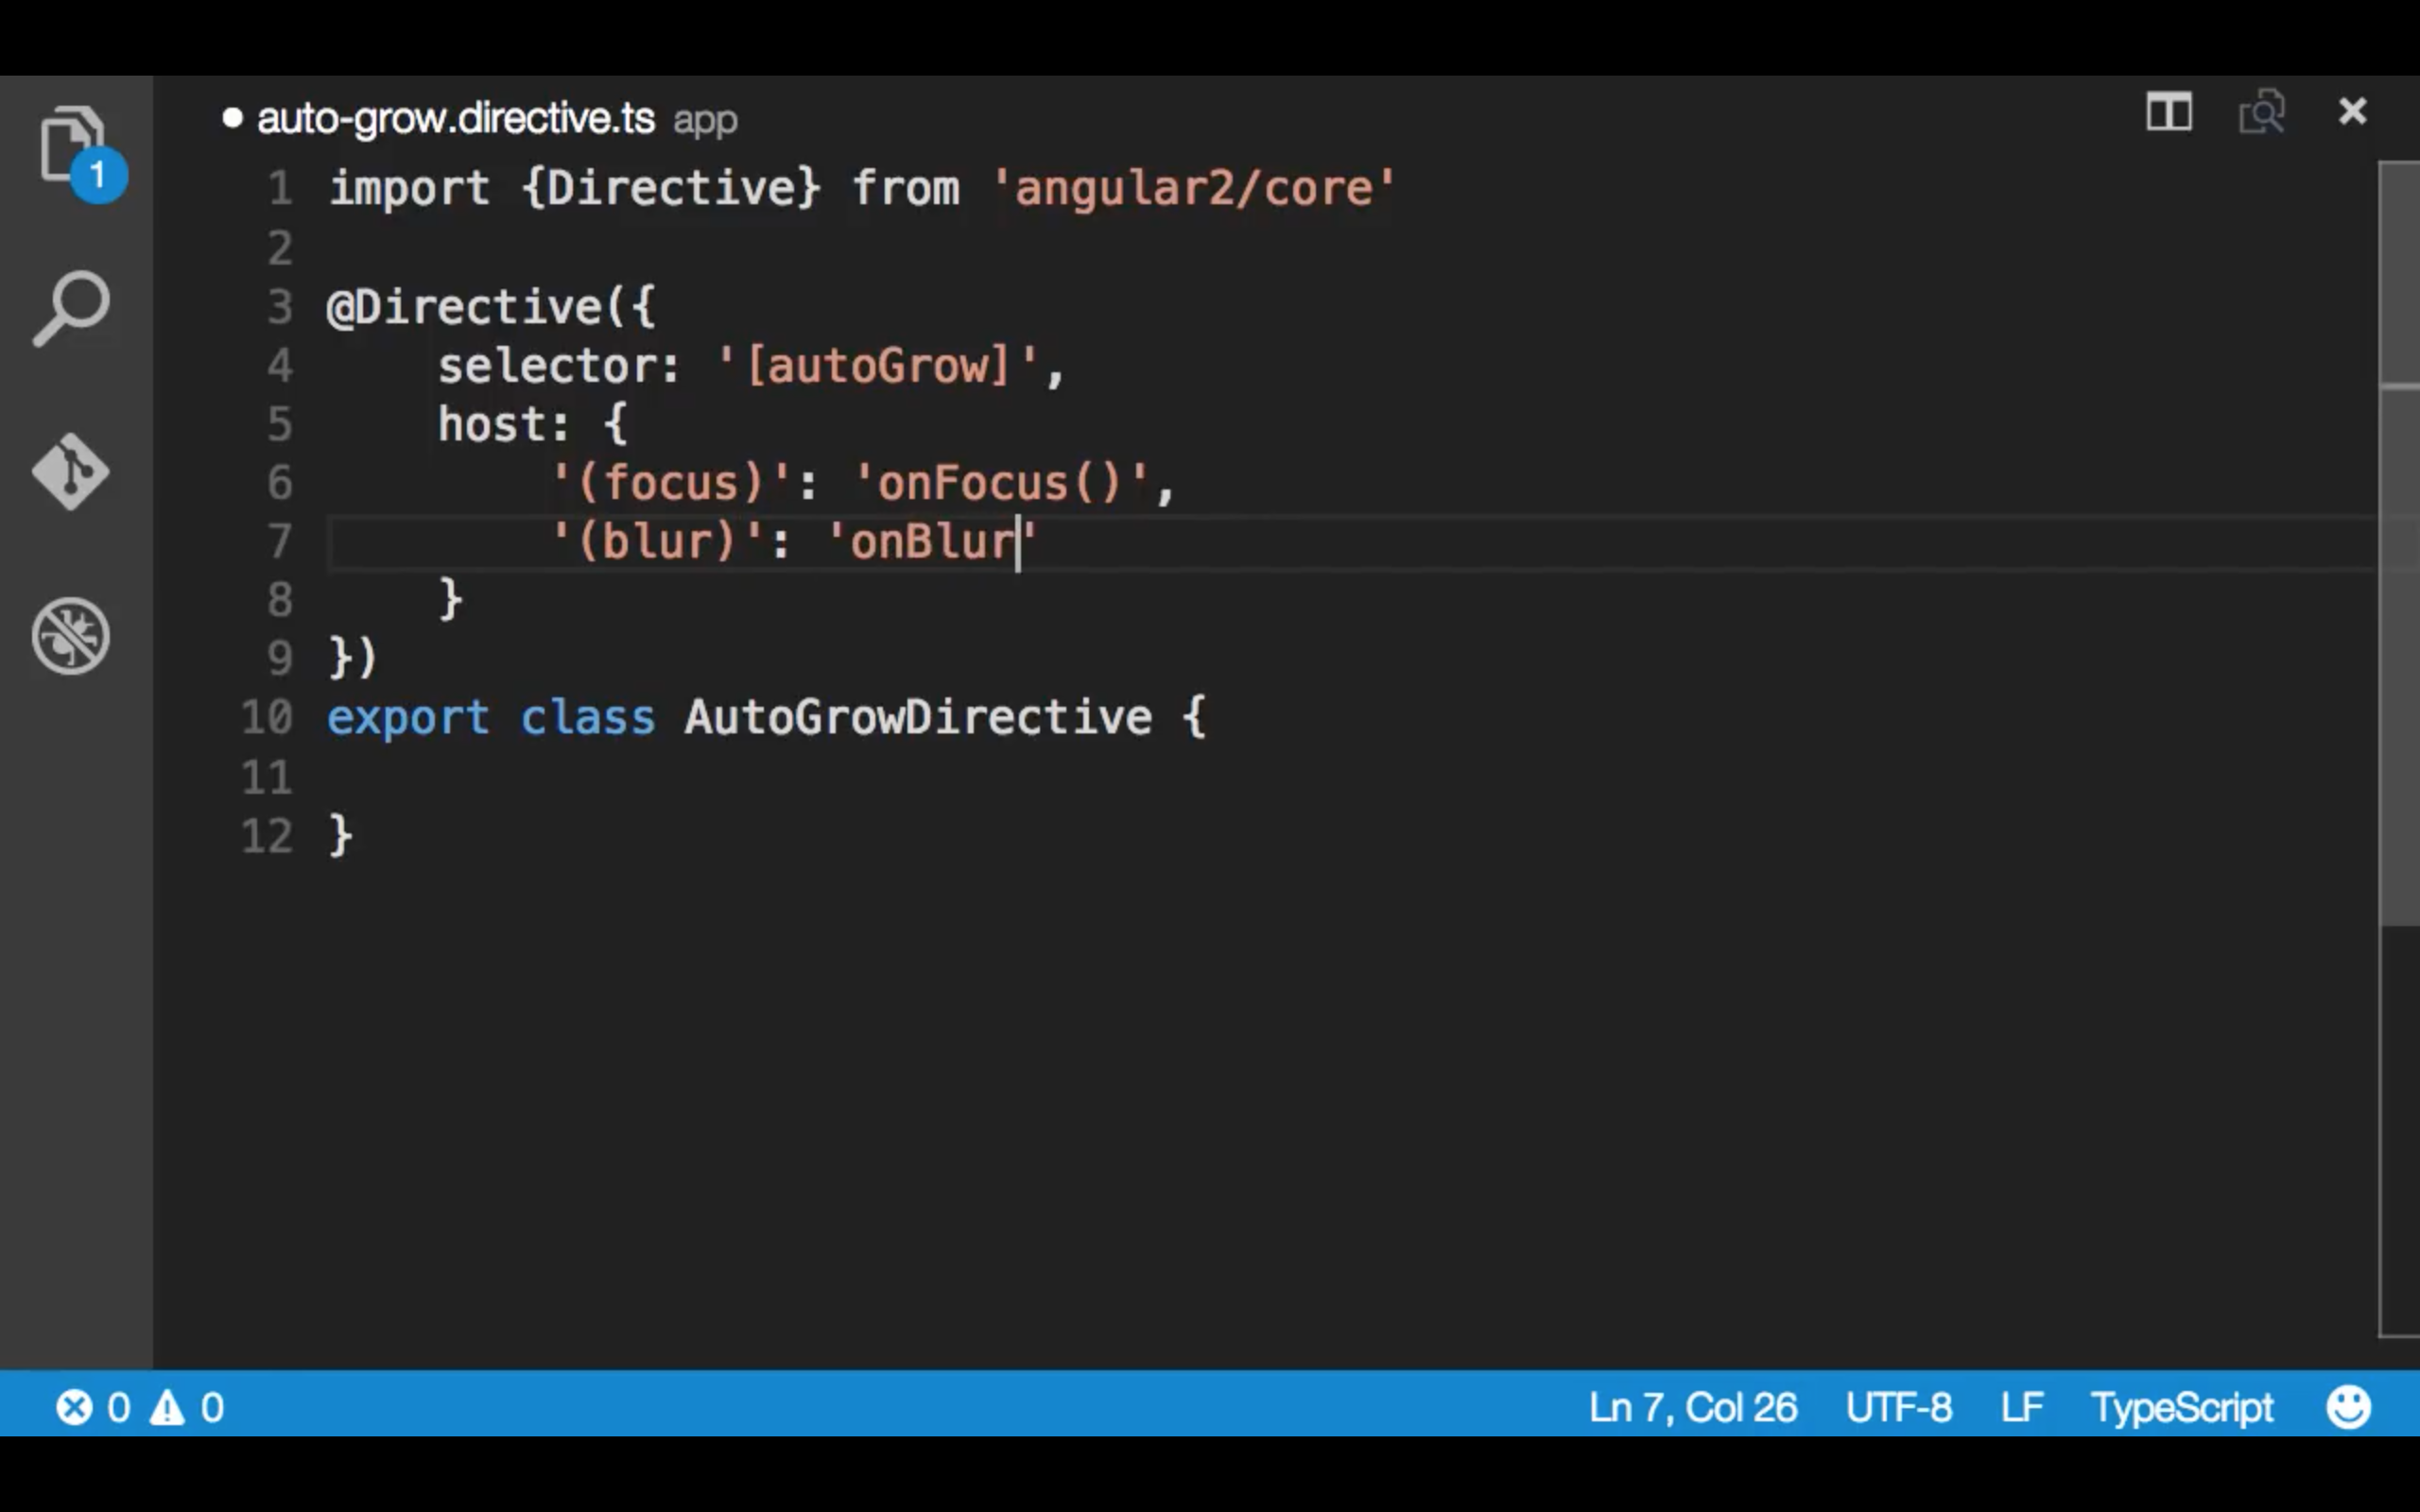 auto-grow.directive.ts app
1
1 import {Directive} from 'angular2/core'
2
3 @Directive({
4     selector: '[autoGrow]',
5     host: {
6         '(focus)': 'onFocus()',
7         '(blur)': 'onBlur'
8     }
9 })
10 export class AutoGrowDirective {
11
12 }
0 0 Ln 7, Col 26 UTF-8 LF TypeScript